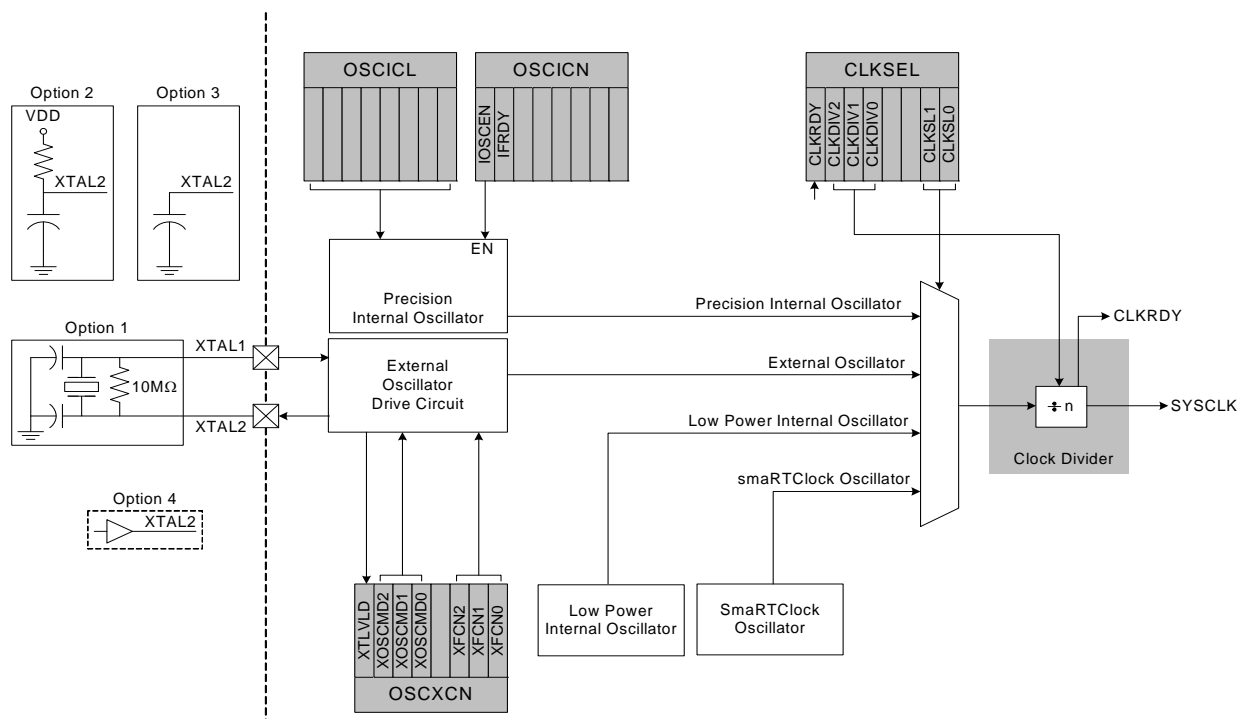 OSCICL
OSCICN
IOSCEN
IFRDY
CLKSEL
CLKRDY
CLKDIV2
CLKDIV1
CLKDIV0
CLKSL1
CLKSL0
Option 2
VDD
XTAL2
Option 3
XTAL2
EN
Precision
Internal Oscillator
Precision Internal Oscillator
CLKRDY
Option 1
XTAL1
10MΩ
XTAL2
External
Oscillator
Drive Circuit
External Oscillator
Low Power Internal Oscillator
smaRTClock Oscillator
÷ n
SYSCLK
Clock Divider
Option 4
XTAL2
XTLVLD
XOSCMD2
XOSCMD1
XOSCMD0
XFCN2
XFCN1
XFCN0
OSCXCN
Low Power
Internal Oscillator
SmaRTClock
Oscillator